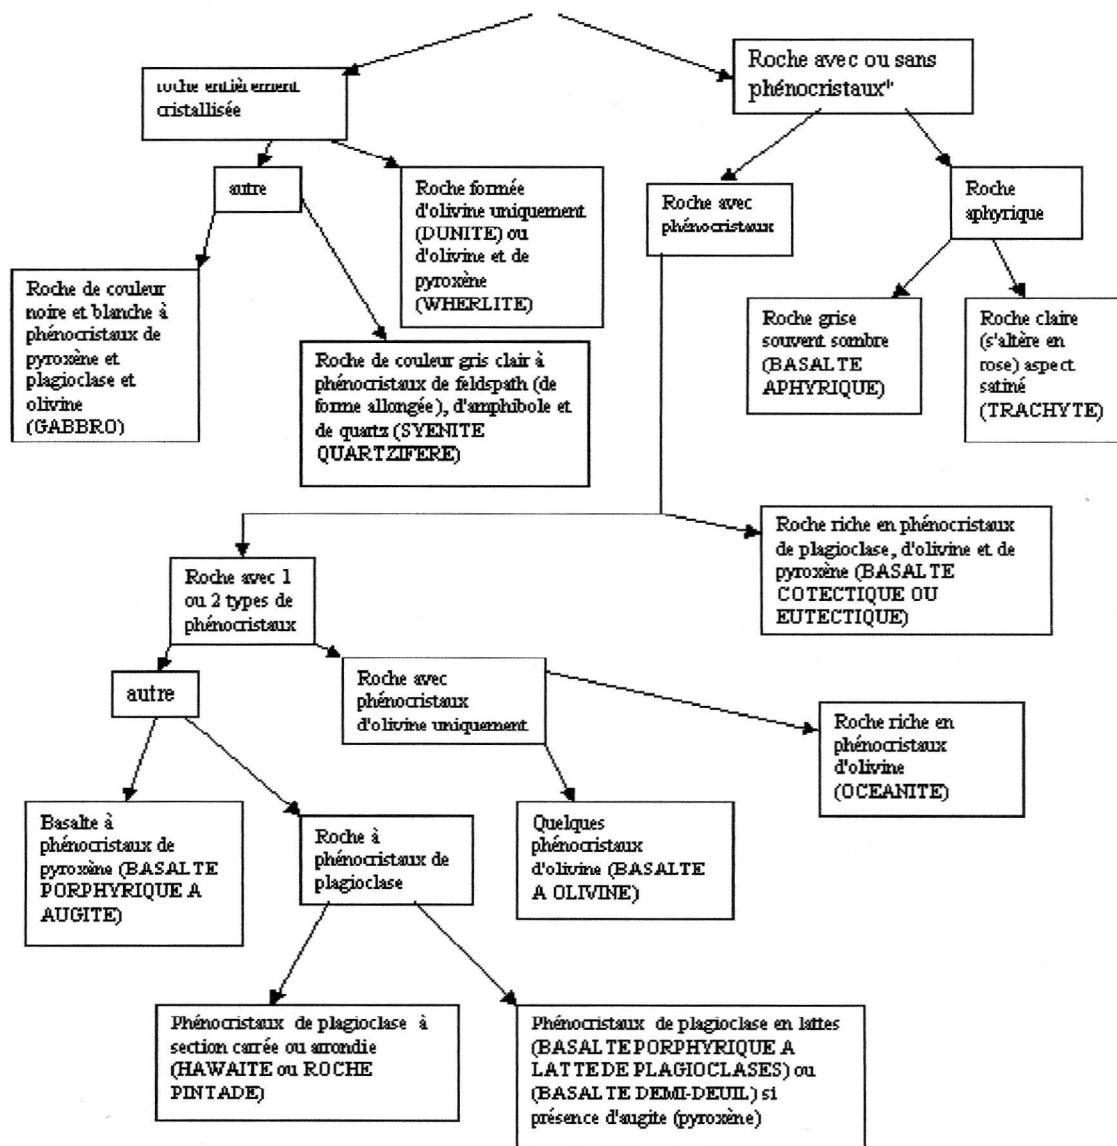 roche entièrement
cristallisée
Roche avec ou sans
phénocristaux*
autre
Roche formée
d'olivine uniquement
(DUNITE) ou
d'olivine et de
pyroxène
(WHERLITE)
Roche avec
phénocristaux
Roche
aphyrique
Roche de couleur
noire et blanche à
phénocristaux de
pyroxène et
plagioclase et
olivine
(GABBRO)
Roche de couleur gris clair à
phénocristaux de feldspath (de
forme allongée), d'amphibole et
de quartz (SYENITE
QUARTZIFERE)
Roche grise
souvent sombre
(BASALTE
APHYRIQUE)
Roche claire
(s'altère en
rose) aspect
satiné
(TRACHYTE)
Roche riche en phénocristaux
de plagioclase, d'olivine et de
pyroxène (BASALTE
COTECTIQUE OU
EUTECTIQUE)
Roche avec 1
ou 2 types de
phénocristaux
autre
Roche avec
phénocristaux
d'olivine uniquement
Roche riche en
phénocristaux
d'olivine
(OCEANITE)
Basalte à
phénocristaux de
pyroxène (BASALTE
PORPHYRIQUE A
AUGITE)
Roche à
phénocristaux de
plagioclase
Quelques
phénocristaux
d'olivine (BASALTE
A OLIVINE)
Phénocristaux de plagioclase à
section carrée ou arrondie
(HAWAITE ou ROCHE
PINTADE)
Phénocristaux de plagioclase en lattes
(BASALTE PORPHYRIQUE A
LATTE DE PLAGIOCLASES) ou
(BASALTE DEMI-DEUIL) si
présence d'augite (pyroxène)